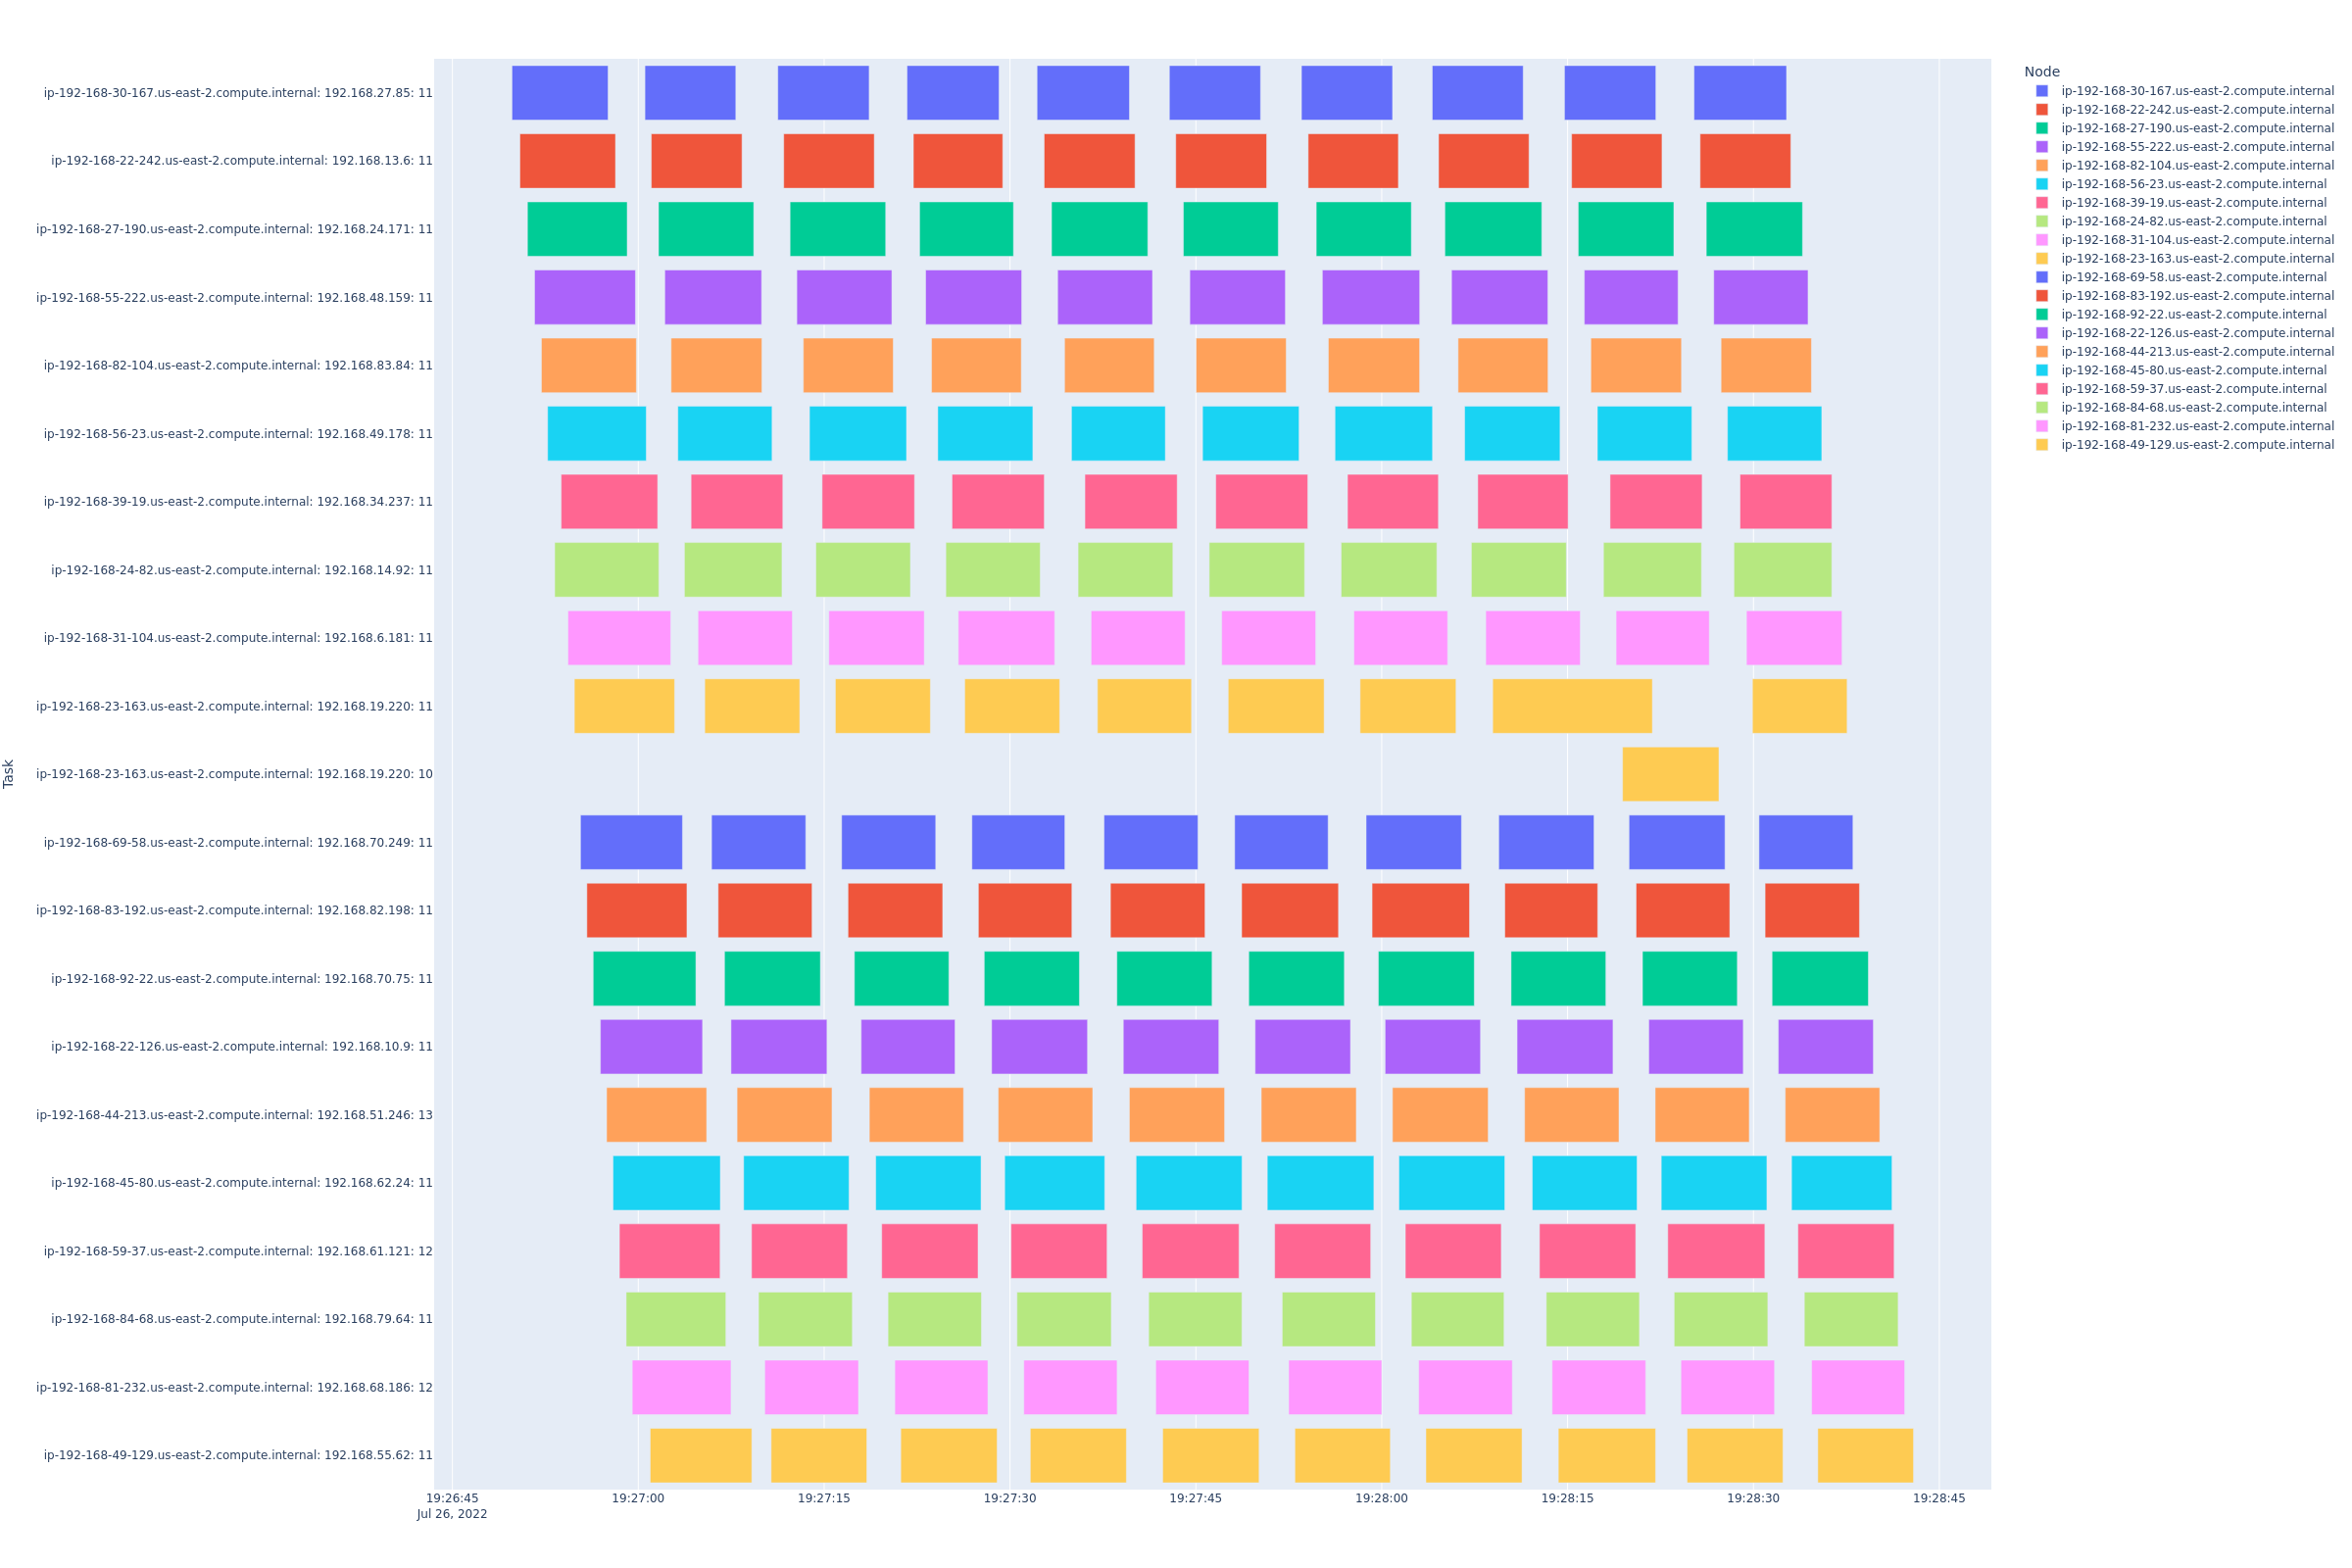 ip-192-168-30-167.us-east-2.compute.internal: 192.168.27.85: 11
ip-192-168-22-242.us-east-2.compute.internal: 192.168.13.6: 11
ip-192-168-27-190.us-east-2.compute.internal: 192.168.24.171: 11
ip-192-168-55-222.us-east-2.compute.internal: 192.168.48.159: 11
ip-192-168-82-104.us-east-2.compute.internal: 192.168.83.84: 11
ip-192-168-56-23.us-east-2.compute.internal: 192.168.49.178: 11
ip-192-168-39-19.us-east-2.compute.internal: 192.168.34.237: 11
ip-192-168-24-82.us-east-2.compute.internal: 192.168.14.92: 11
ip-192-168-31-104.us-east-2.compute.internal: 192.168.6.181: 11
ip-192-168-23-163.us-east-2.compute.internal: 192.168.19.220: 11
ip-192-168-23-163.us-east-2.compute.internal: 192.168.19.220: 10
ip-192-168-69-58.us-east-2.compute.internal: 192.168.70.249: 11
ip-192-168-83-192.us-east-2.compute.internal: 192.168.82.198: 11
ip-192-168-92-22.us-east-2.compute.internal: 192.168.70.75: 11
ip-192-168-22-126.us-east-2.compute.internal: 192.168.10.9: 11
ip-192-168-44-213.us-east-2.compute.internal: 192.168.51.246: 13
ip-192-168-45-80.us-east-2.compute.internal: 192.168.62.24: 11
ip-192-168-59-37.us-east-2.compute.internal: 192.168.61.121: 12
ip-192-168-84-68.us-east-2.compute.internal: 192.168.79.64: 11
ip-192-168-81-232.us-east-2.compute.internal: 192.168.68.186: 12
ip-192-168-49-129.us-east-2.compute.internal: 192.168.55.62: 11
Task
19:26:45 19:27:00 19:27:15 19:27:30 19:27:45 19:28:00 19:28:15 19:28:30 19:28:45
Jul 26, 2022
Node
ip-192-168-30-167.us-east-2.compute.internal
ip-192-168-22-242.us-east-2.compute.internal
ip-192-168-27-190.us-east-2.compute.internal
ip-192-168-55-222.us-east-2.compute.internal
ip-192-168-82-104.us-east-2.compute.internal
ip-192-168-56-23.us-east-2.compute.internal
ip-192-168-39-19.us-east-2.compute.internal
ip-192-168-24-82.us-east-2.compute.internal
ip-192-168-31-104.us-east-2.compute.internal
ip-192-168-23-163.us-east-2.compute.internal
ip-192-168-69-58.us-east-2.compute.internal
ip-192-168-83-192.us-east-2.compute.internal
ip-192-168-92-22.us-east-2.compute.internal
ip-192-168-22-126.us-east-2.compute.internal
ip-192-168-44-213.us-east-2.compute.internal
ip-192-168-45-80.us-east-2.compute.internal
ip-192-168-59-37.us-east-2.compute.internal
ip-192-168-84-68.us-east-2.compute.internal
ip-192-168-81-232.us-east-2.compute.internal
ip-192-168-49-129.us-east-2.compute.internal